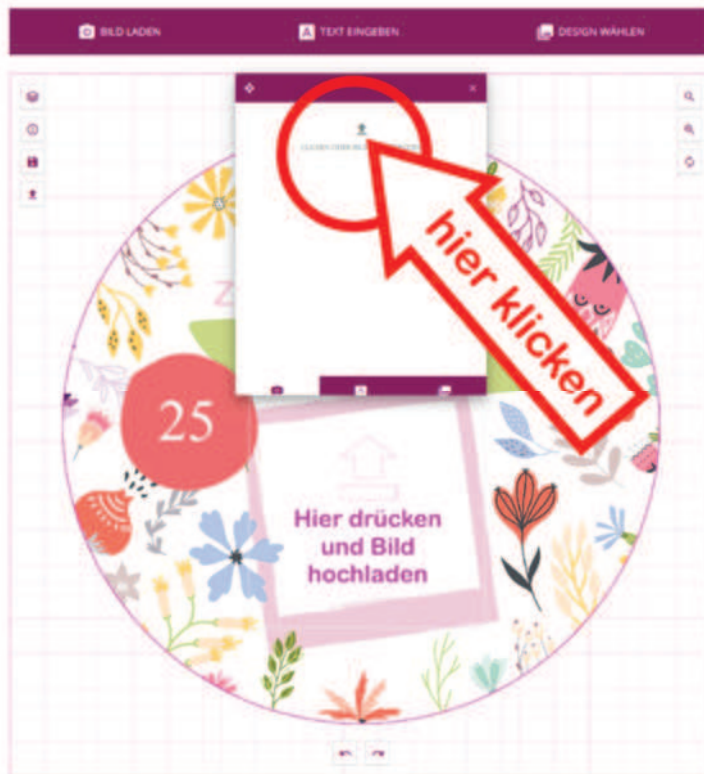 BILD LADEN
TEXT EINGEBEN
DESIGN WÄHLEN
hier klicken
25
Hier drücken
und Bild
hochladen